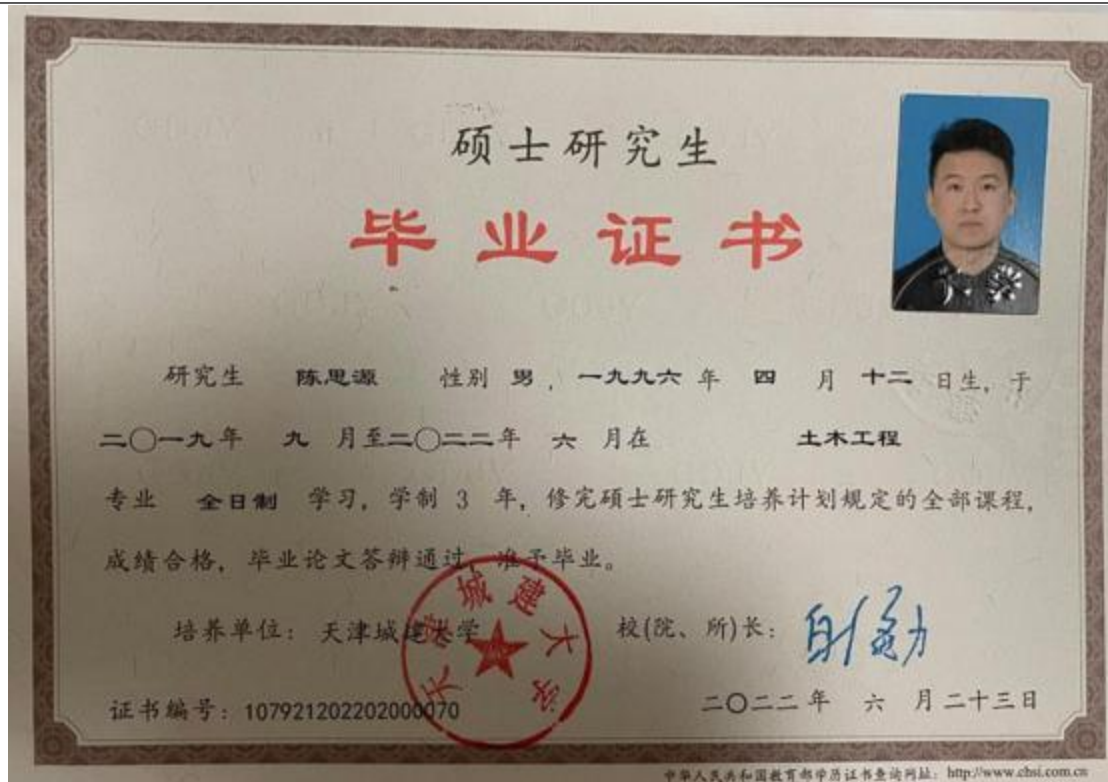 硕士研究生
毕业证书
研究生 陈思源 性别 男，一九九六 年 四 月 十二 日生，于
二〇一九年 九 月至二〇二二年 六 月在 土木工程
专业 全日制 学习，学制 3 年，修完硕士研究生培养计划规定的全部课程，
成绩合格，毕业论文答辩通过，准予毕业。
培养单位：天津城建大学 校(院、所)长：
天津城建大学
证书编号：107921202202000070 二〇二二年 六 月二十三日
中华人民共和国教育部学历证书查询网址：http://www.chsi.com.cn